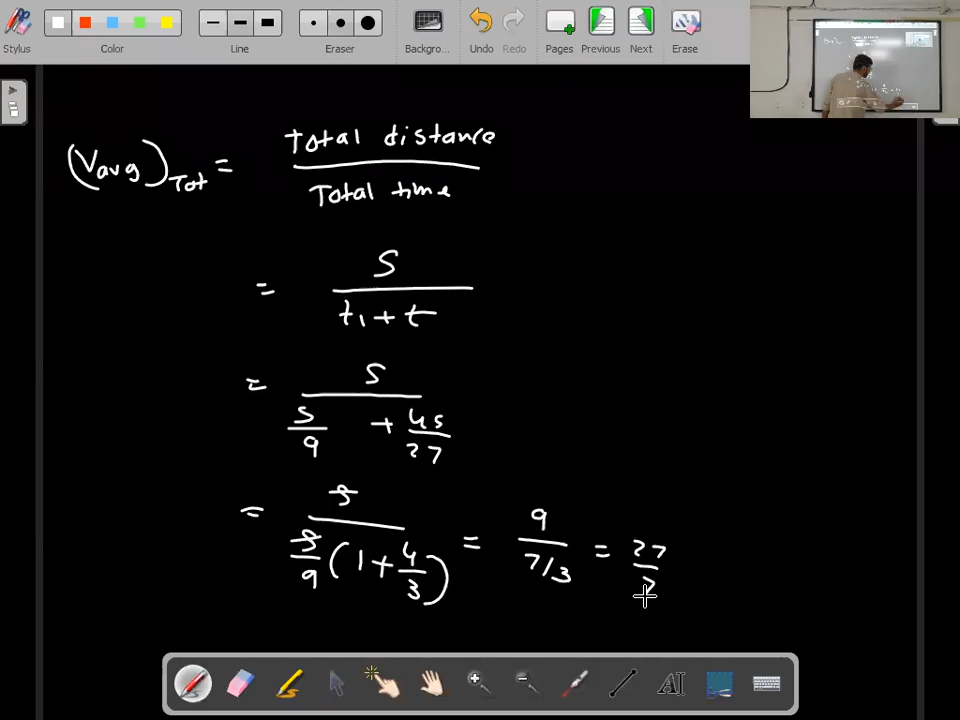 Stylus
Color
Line
Eraser
Backgro...
Undo
Redo
Pages
Previous
Next
Erase
(Vavg)Tot = Total distance / Total time
= S / t1 + t
= S / S/9 + 4S/27
= S / S/9 (1 + 4/3) = 9 / 7/3 = 27/7
AI